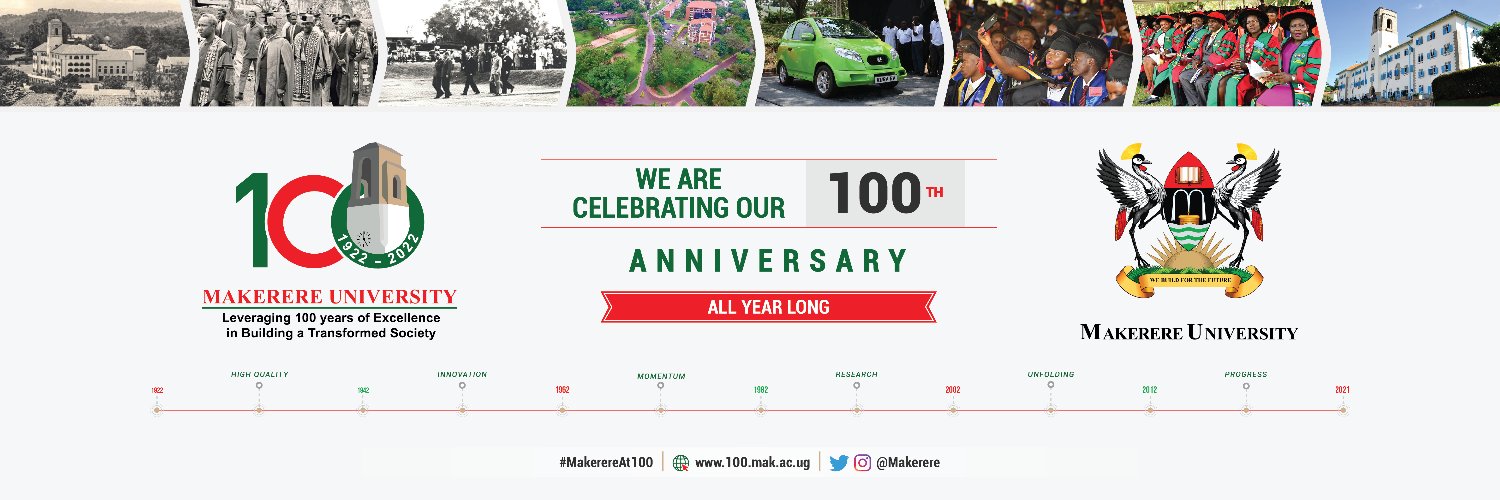 100
1922 - 2022
MAKERERE UNIVERSITY
Leveraging 100 years of Excellence
in Building a Transformed Society
WE ARE
CELEBRATING OUR
100 TH
ANNIVERSARY
ALL YEAR LONG
WE BUILD FOR THE FUTURE
MAKERERE UNIVERSITY
HIGH QUALITY INNOVATION MOMENTUM RESEARCH UNFOLDING PROGRESS
1922 1942 1962 1982 2002 2012 2021
#MakerereAt100 www.100.mak.ac.ug @Makerere